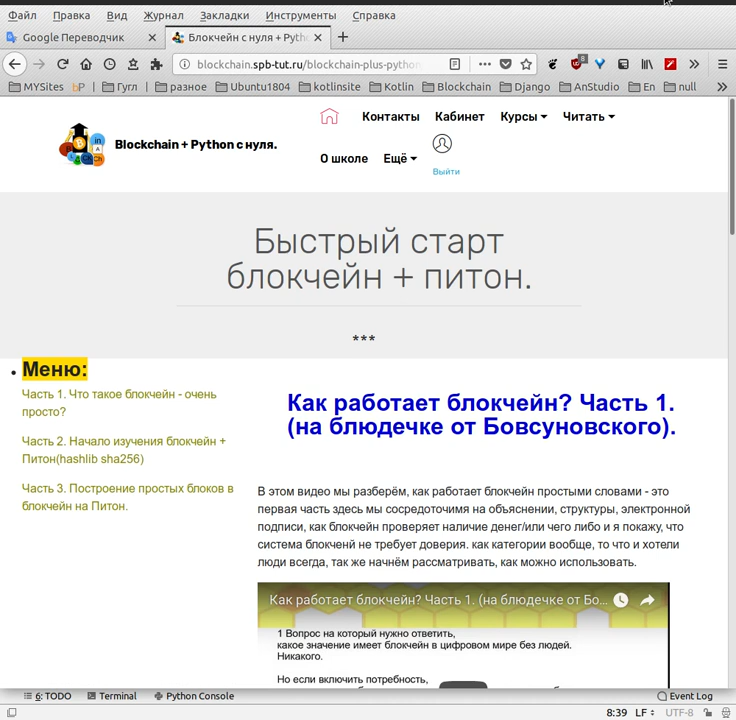 Файл Правка Вид Журнал Закладки Инструменты Справка
Google Переводчик
Блокчейн с нуля + Pyth
blockchain.spb-tut.ru/blockchain-plus-python
MYSites bP Гугл разное Ubuntu1804 kotlinsite Kotlin Blockchain Django AnStudio En null
Blockchain + Python с нуля.
Контакты Кабинет Курсы Читать
О школе Ещё
Выйти
Быстрый старт
блокчейн + питон.
***
Меню:
Часть 1. Что такое блокчейн - очень
просто?
Часть 2. Начало изучения блокчейн +
Питон(hashlib sha256)
Часть 3. Построение простых блоков в
блокчейн на Питон.
Как работает блокчейн? Часть 1.
(на блюдечке от Бовсуновского).
В этом видео мы разберём, как работает блокчейн простыми словами - это
первая часть здесь мы сосредоточимя на объяснении, структуры, электронной
подписи, как блокчейн проверяет наличие денег/или чего либо и я покажу, что
система блокченй не требует доверия. как категории вообще, то что и хотели
люди всегда, так же начнём рассматривать, как можно использовать.
Как работает блокчейн? Часть 1. (на блюдечке от Бо...
1 Вопрос на который нужно ответить,
какое значение имеет блокчейн в цифровом мире без людей.
Никакого.
Но если включить потребность,
6: TODO Terminal Python Console Event Log
8:39 LF UTF-8